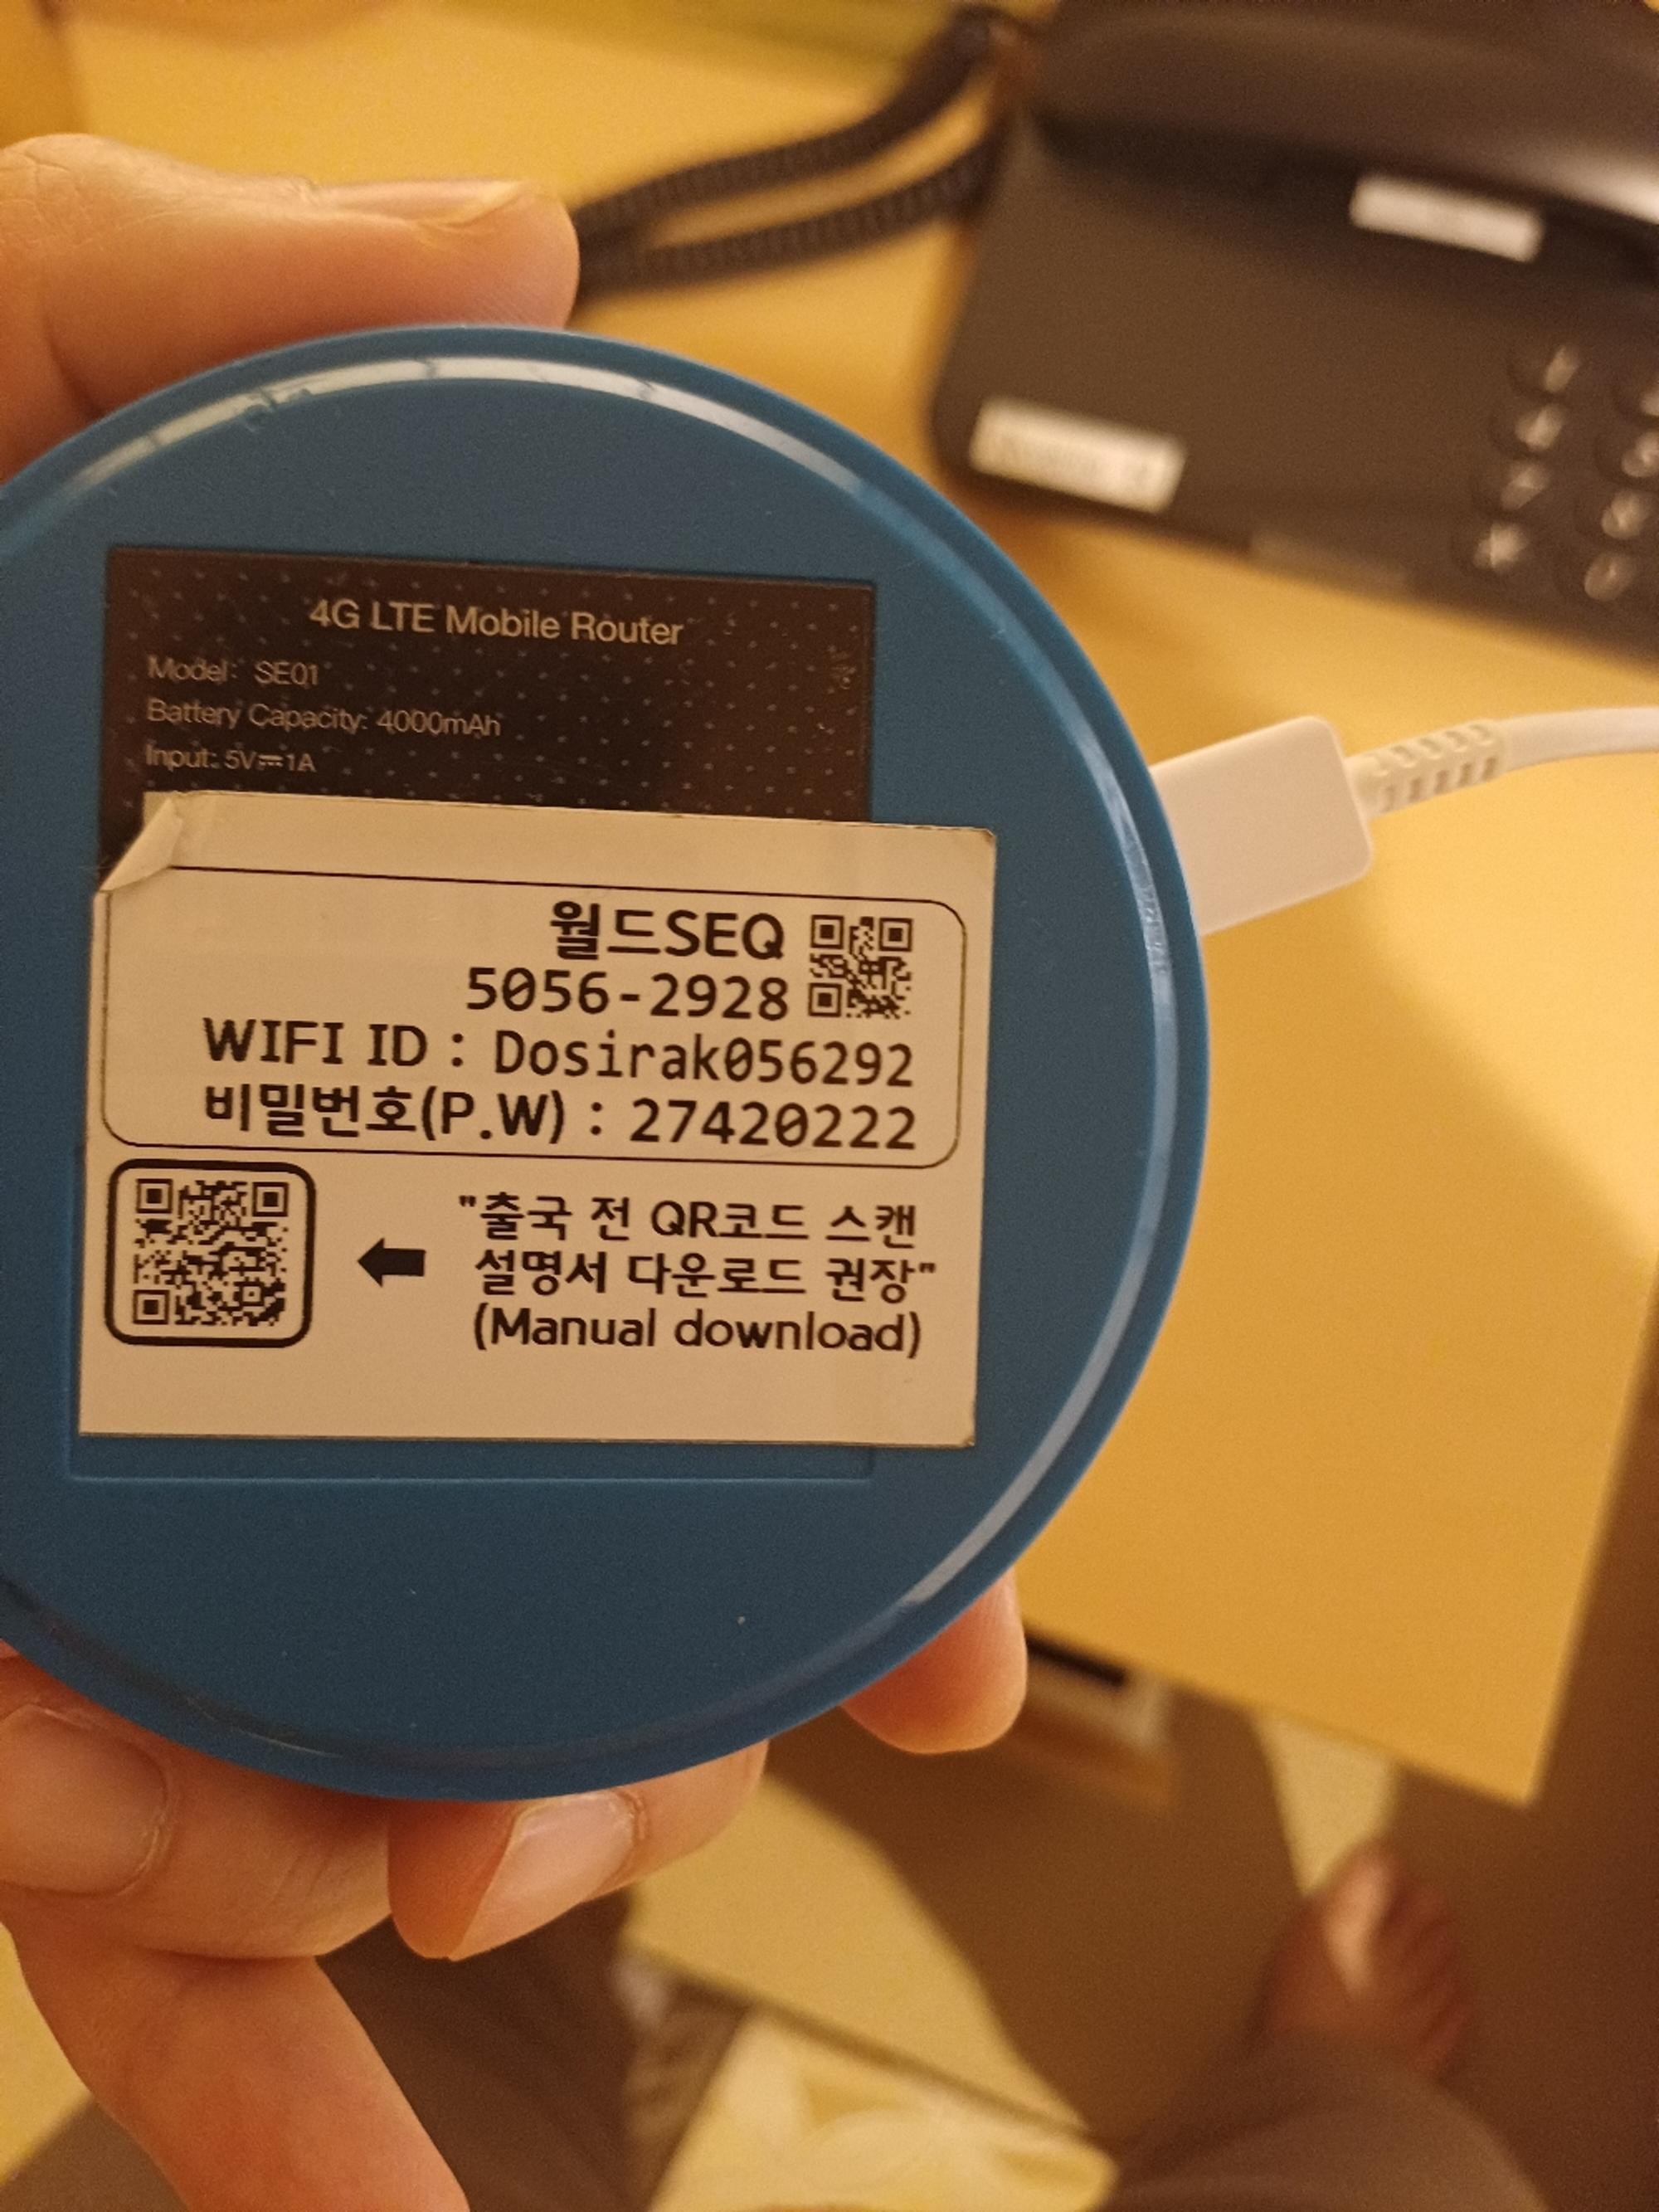 4G LTE Mobile Router
Model: SE01
Battery Capacity: 4000mAh
Input: 5V⎓1A
월드SEQ
5056-2928
WIFI ID : Dosirak056292
비밀번호(P.W) : 27420222
"출국 전 QR코드 스캔
설명서 다운로드 권장"
(Manual download)